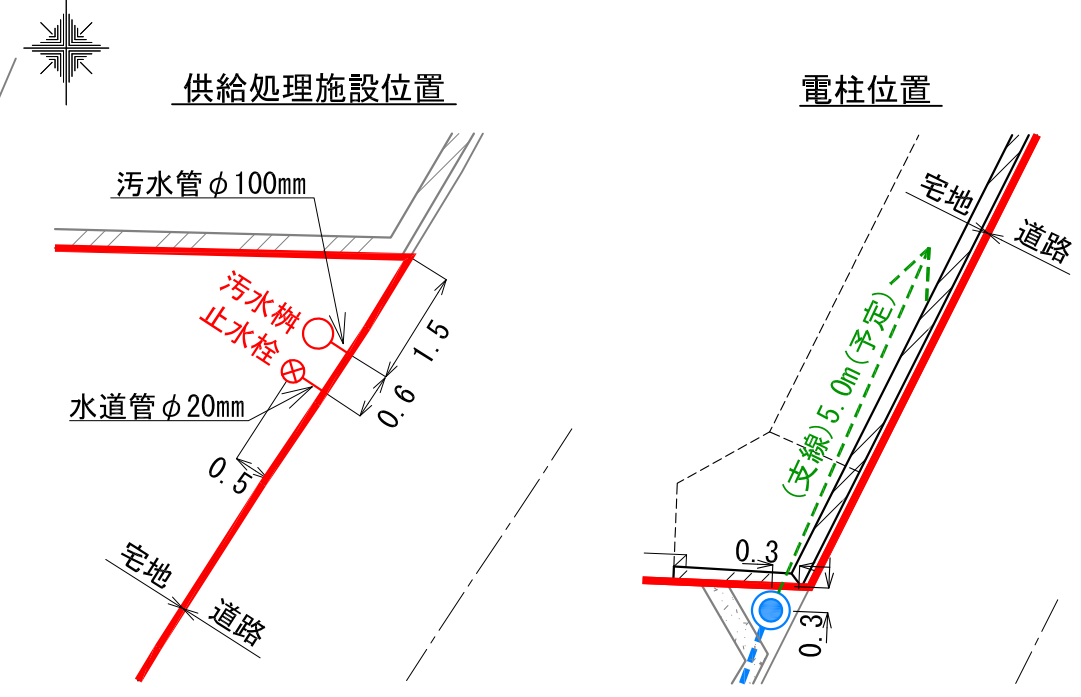 供給処理施設位置
電柱位置
汚水管φ100mm
汚水桝
止水栓
水道管φ20mm
1.5
0.6
0.5
宅地
道路
宅地
道路
(支線)5.0m(予定)
0.3
0.3